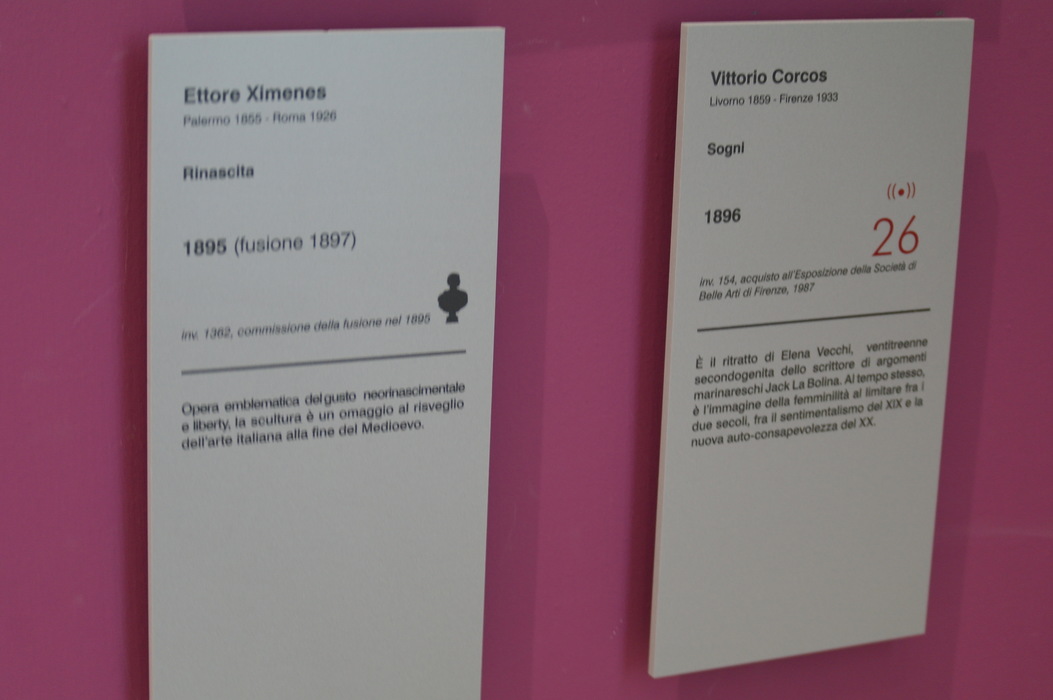 Ettore Ximenes
Palermo 1855 - Roma 1926
Rinascita
1895 (fusione 1897)
inv. 1362, commissione della fusione nel 1895
Opera emblematica del gusto neorinascimentale
e liberty, la scultura è un omaggio al risveglio
dell'arte italiana alla fine del Medioevo.
Vittorio Corcos
Livorno 1859 - Firenze 1933
Sogni
1896
26
inv. 154, acquisto all'Esposizione della Società di
Belle Arti di Firenze, 1987
È il ritratto di Elena Vecchi, ventitreenne
secondogenita dello scrittore di argomenti
marinareschi Jack La Bolina. Al tempo stesso,
è l'immagine della femminilità al limitare fra i
due secoli, fra il sentimentalismo del XIX e la
nuova auto-consapevolezza del XX.